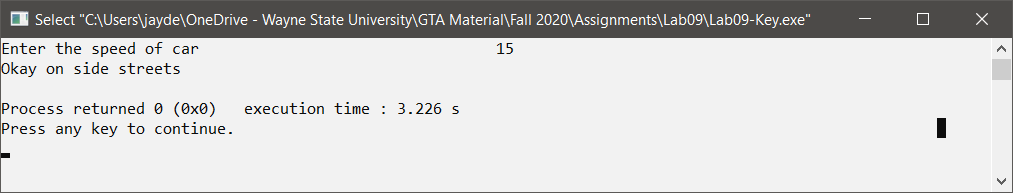 Select "C:\Users\jayde\OneDrive - Wayne State University\GTA Material\Fall 2020\Assignments\Lab09\Lab09-Key.exe"
Enter the speed of car                                 15
Okay on side streets
Process returned 0 (0x0)   execution time : 3.226 s
Press any key to continue.